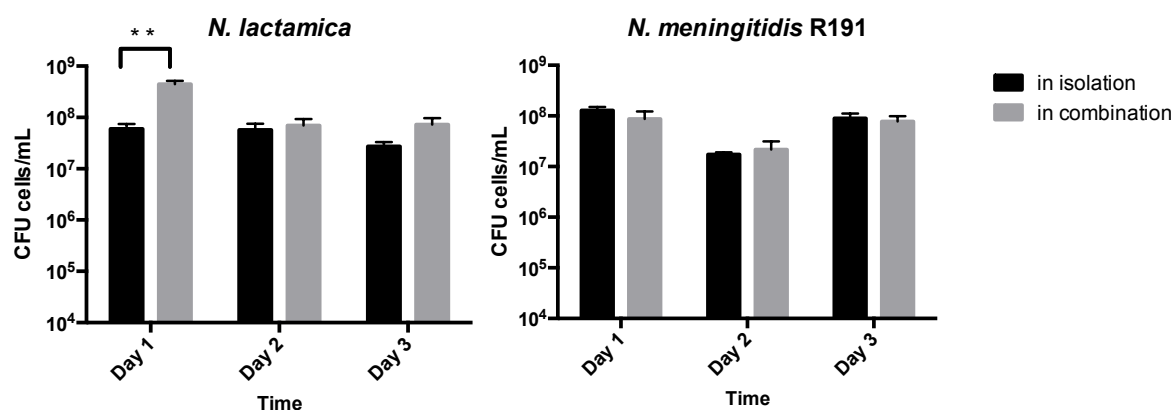 N. lactamica
**
CFU cells/mL
10⁹
10⁸
10⁷
10⁶
10⁵
10⁴
Day 1
Day 2
Day 3
Time
N. meningitidis R191
CFU cells/mL
10⁹
10⁸
10⁷
10⁶
10⁵
10⁴
Day 1
Day 2
Day 3
Time
in isolation
in combination